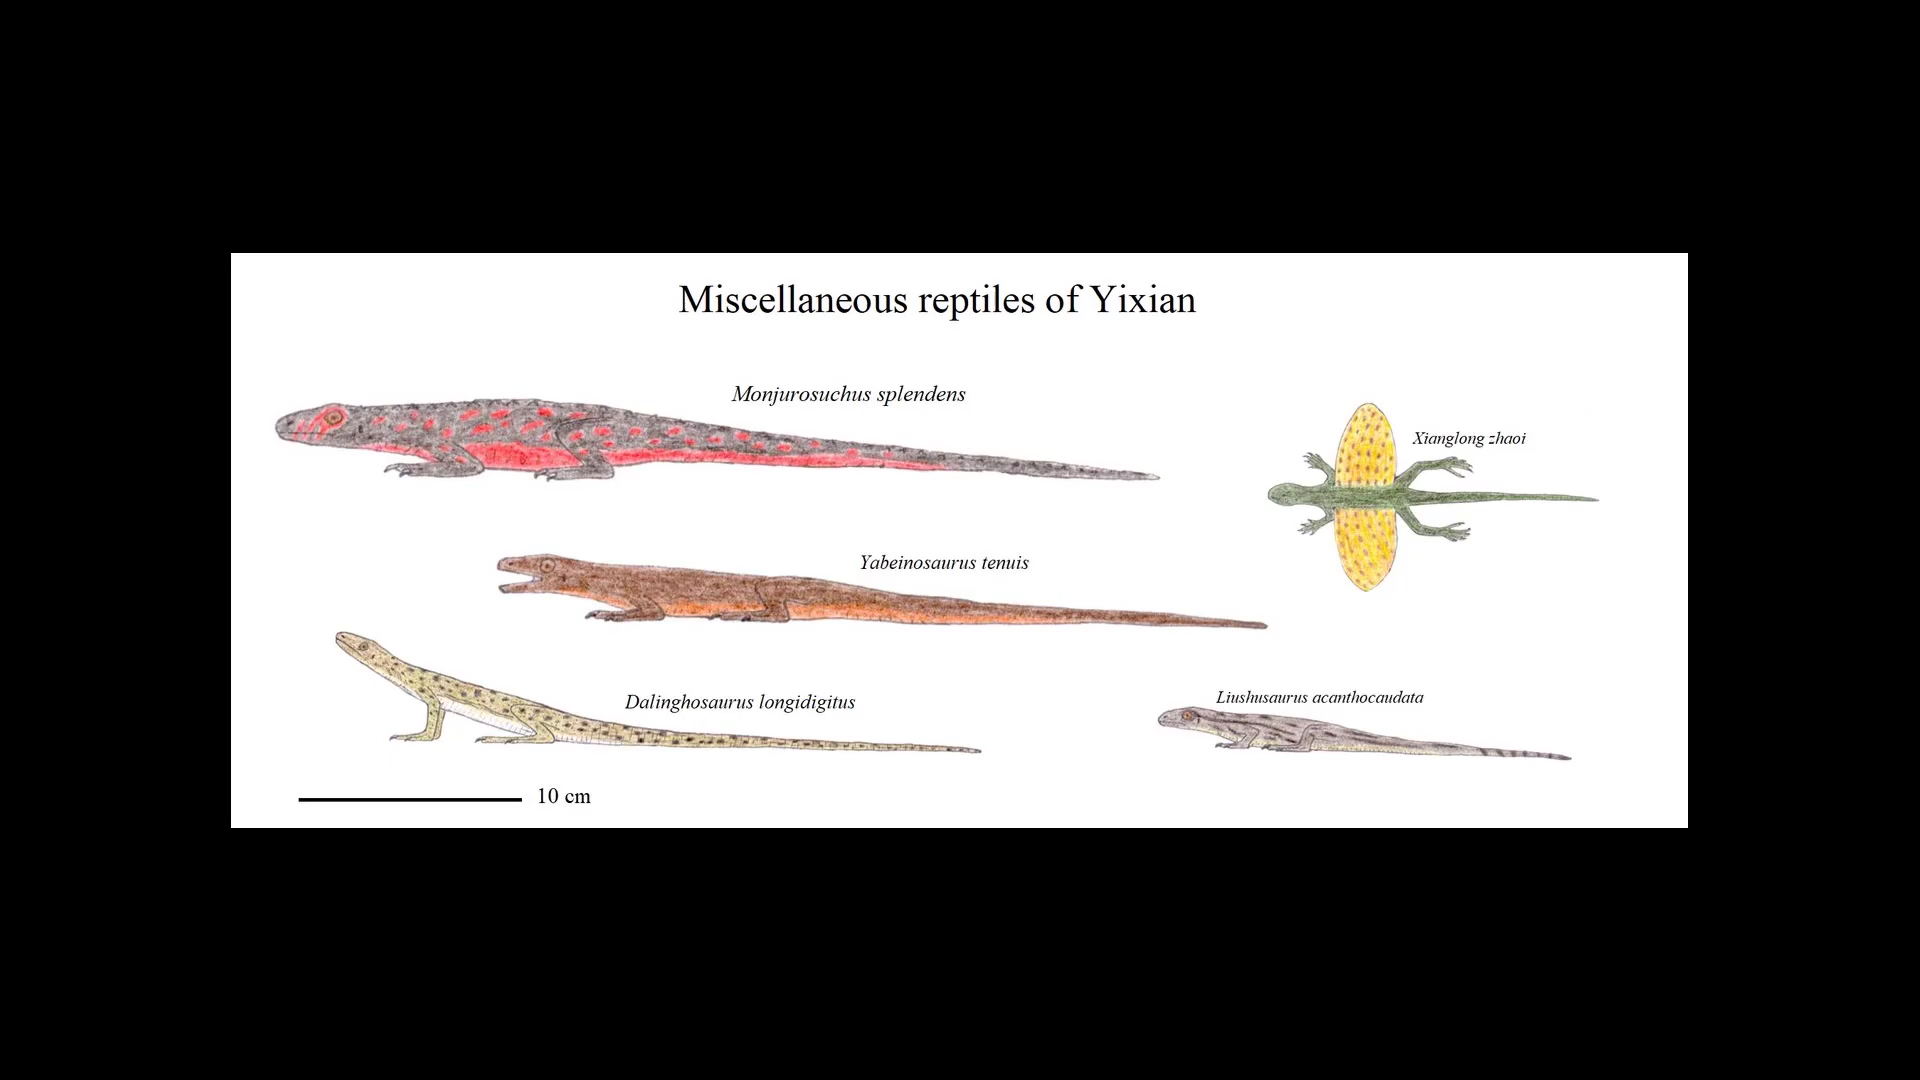 Miscellaneous reptiles of Yixian
Monjurosuchus splendens
Xianglong zhaoi
Yabeinosaurus tenuis
Dalinghosaurus longidigitus
Liushusaurus acanthocaudata
10 cm